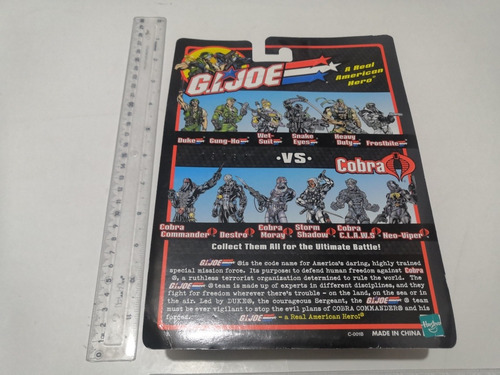 G.I.JOE
A Real
American
Hero
Duke Gung-Ho Wet-Suit Snake Eyes Heavy Duty Frostbite
·VS· Cobra
Cobra Commander Destro Cobra Moray Storm Shadow Cobra C.L.A.W.S Neo-Viper
Collect Them All for the Ultimate Battle!
G.I.JOE ® is the code name for America's daring, highly trained
special mission force. Its purpose: to defend human freedom against Cobra
®, a ruthless terrorist organization determined to rule the world. The
G.I.JOE ® team is made up of experts in different disciplines, and they
fight for freedom wherever there's trouble - on the land, on the sea or in
the air. Led by DUKE®, the courageous Sergeant, the G.I.JOE ® team
must be ever vigilant to stop the evil plans of COBRA COMMANDER® and his
forces. G.I.JOE - a Real American Hero!®
C-001B MADE IN CHINA
Hasbro